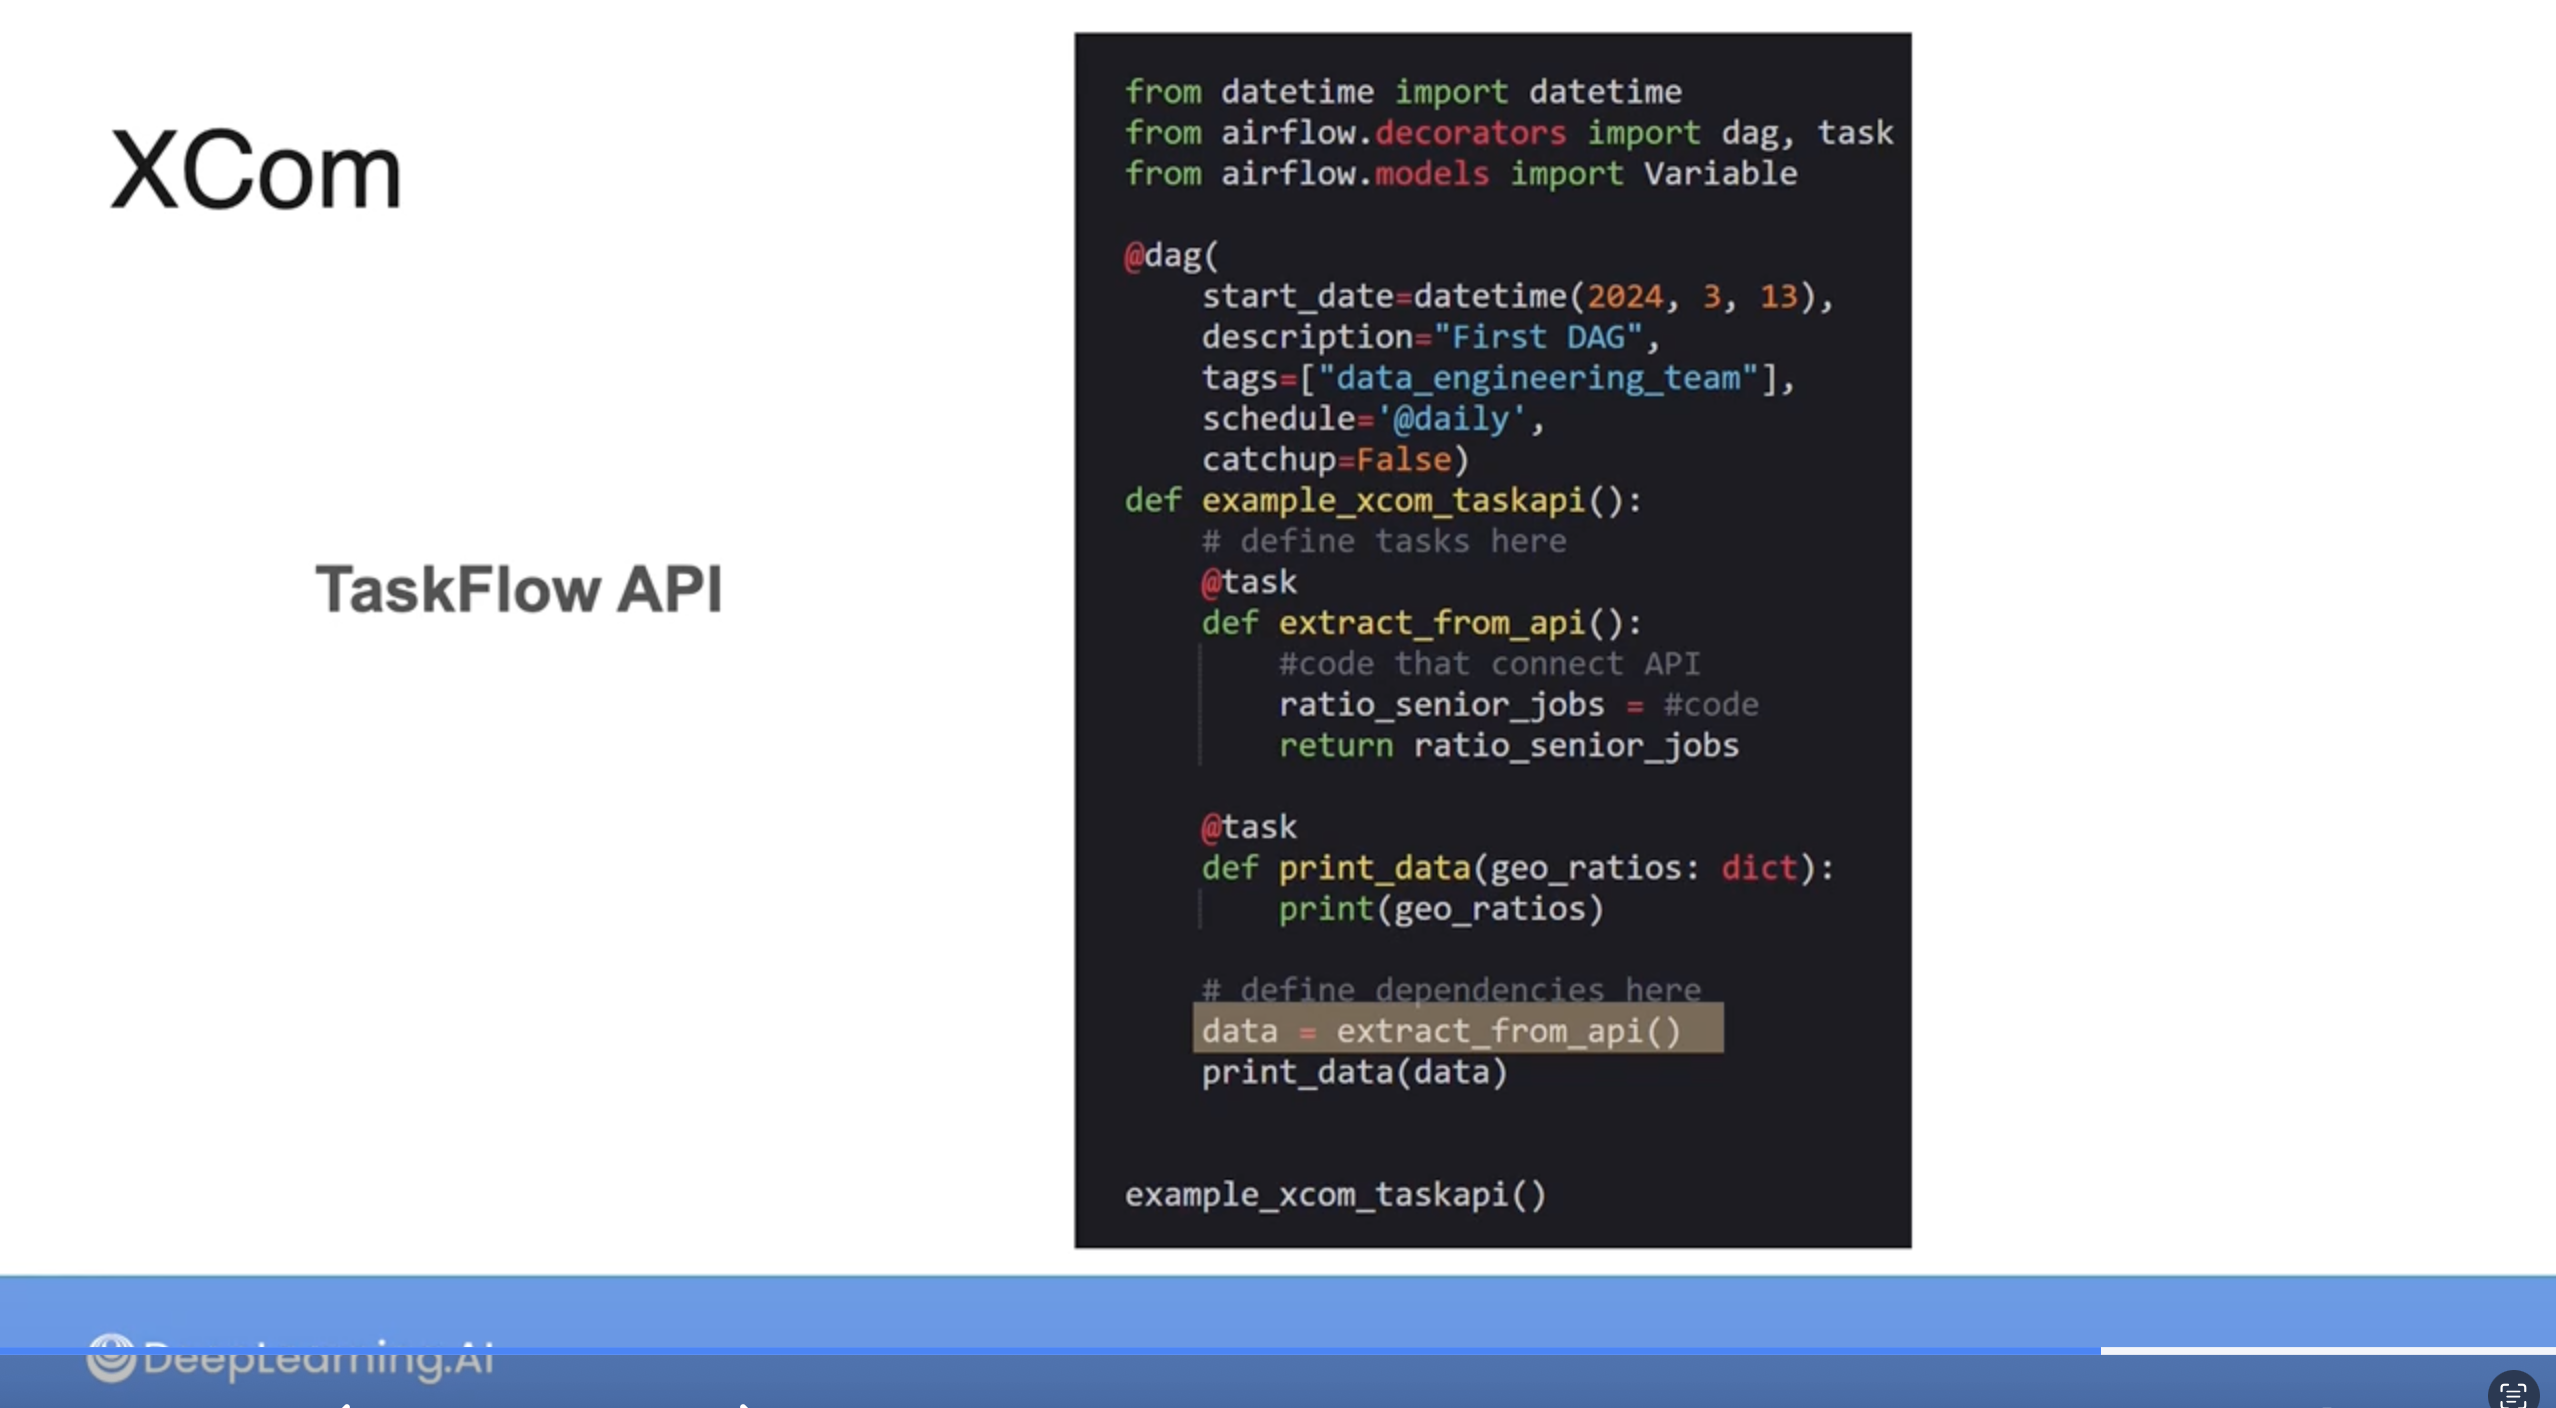 XCom
TaskFlow API
from datetime import datetime
from airflow.decorators import dag, task
from airflow.models import Variable
@dag(
start_date=datetime(2024, 3, 13),
description="First DAG",
tags=["data_engineering_team"],
schedule='@daily',
catchup=False)
def example_xcom_taskapi():
# define tasks here
@task
def extract_from_api():
#code that connect API
ratio_senior_jobs = #code
return ratio_senior_jobs
@task
def print_data(geo_ratios: dict):
print(geo_ratios)
# define dependencies here
data = extract_from_api()
print_data(data)
example_xcom_taskapi()
DeepLearning.AI